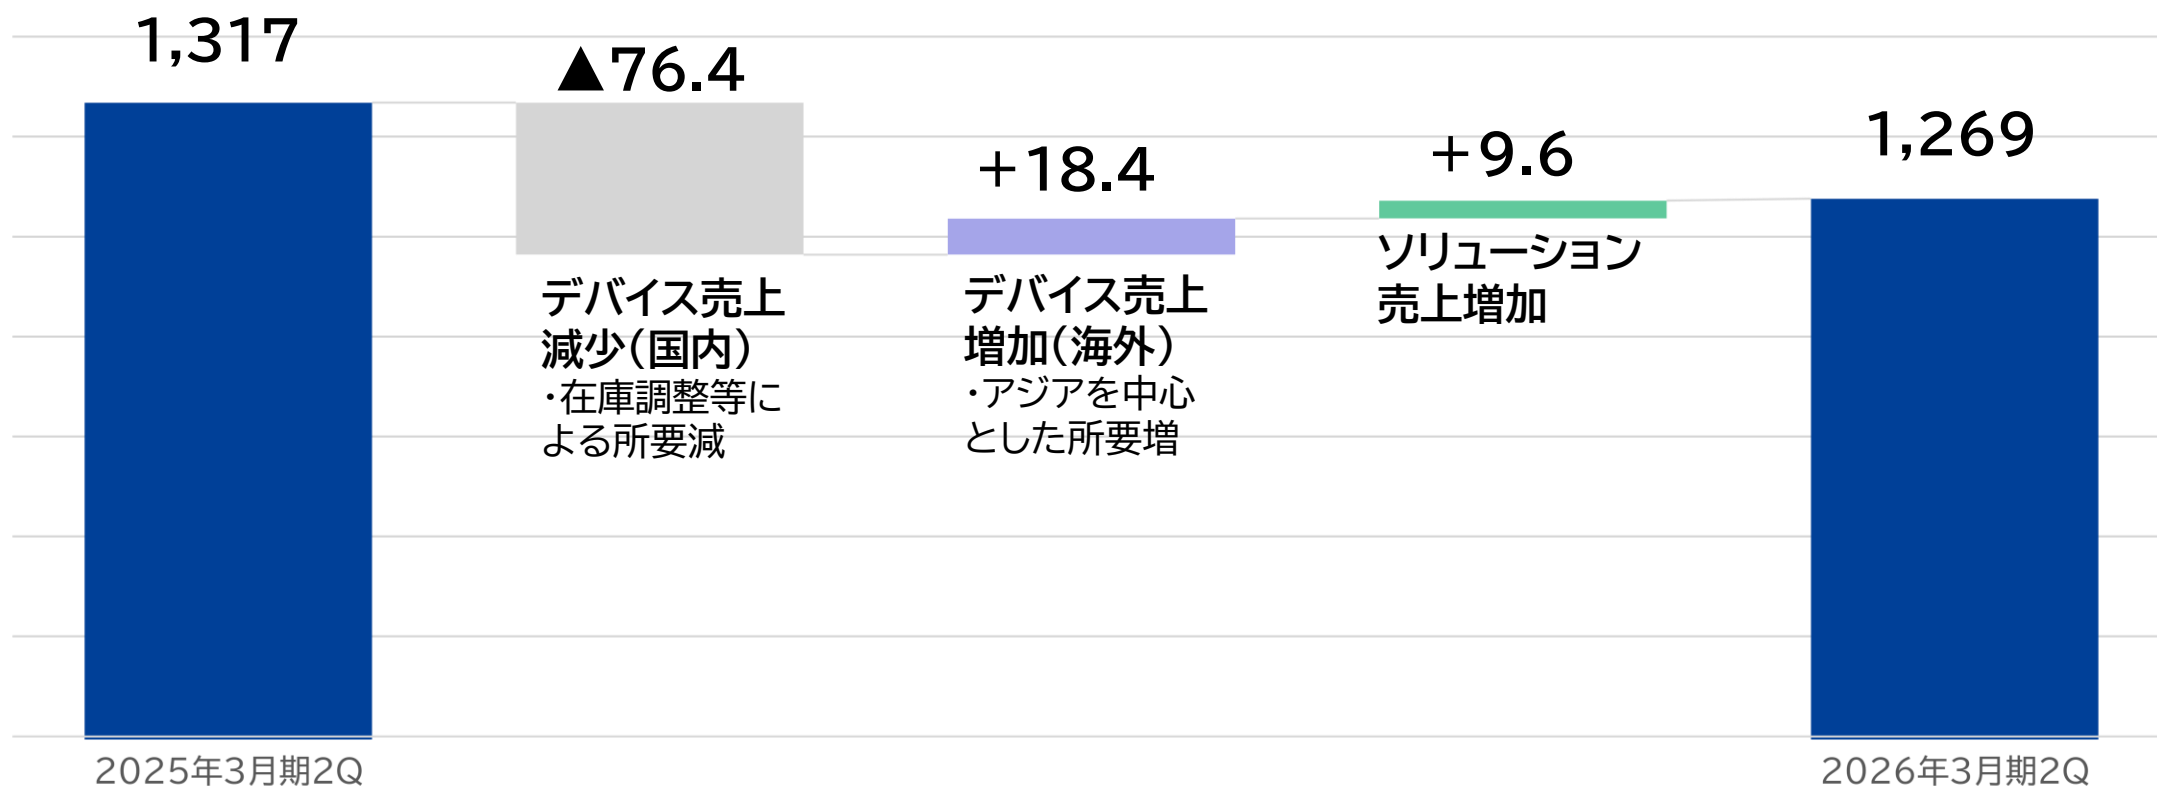 1,317
▲76.4
デバイス売上
減少(国内)
・在庫調整等に
よる所要減
+18.4
デバイス売上
増加(海外)
・アジアを中心
とした所要増
+9.6
ソリューション
売上増加
1,269
2025年3月期2Q
2026年3月期2Q